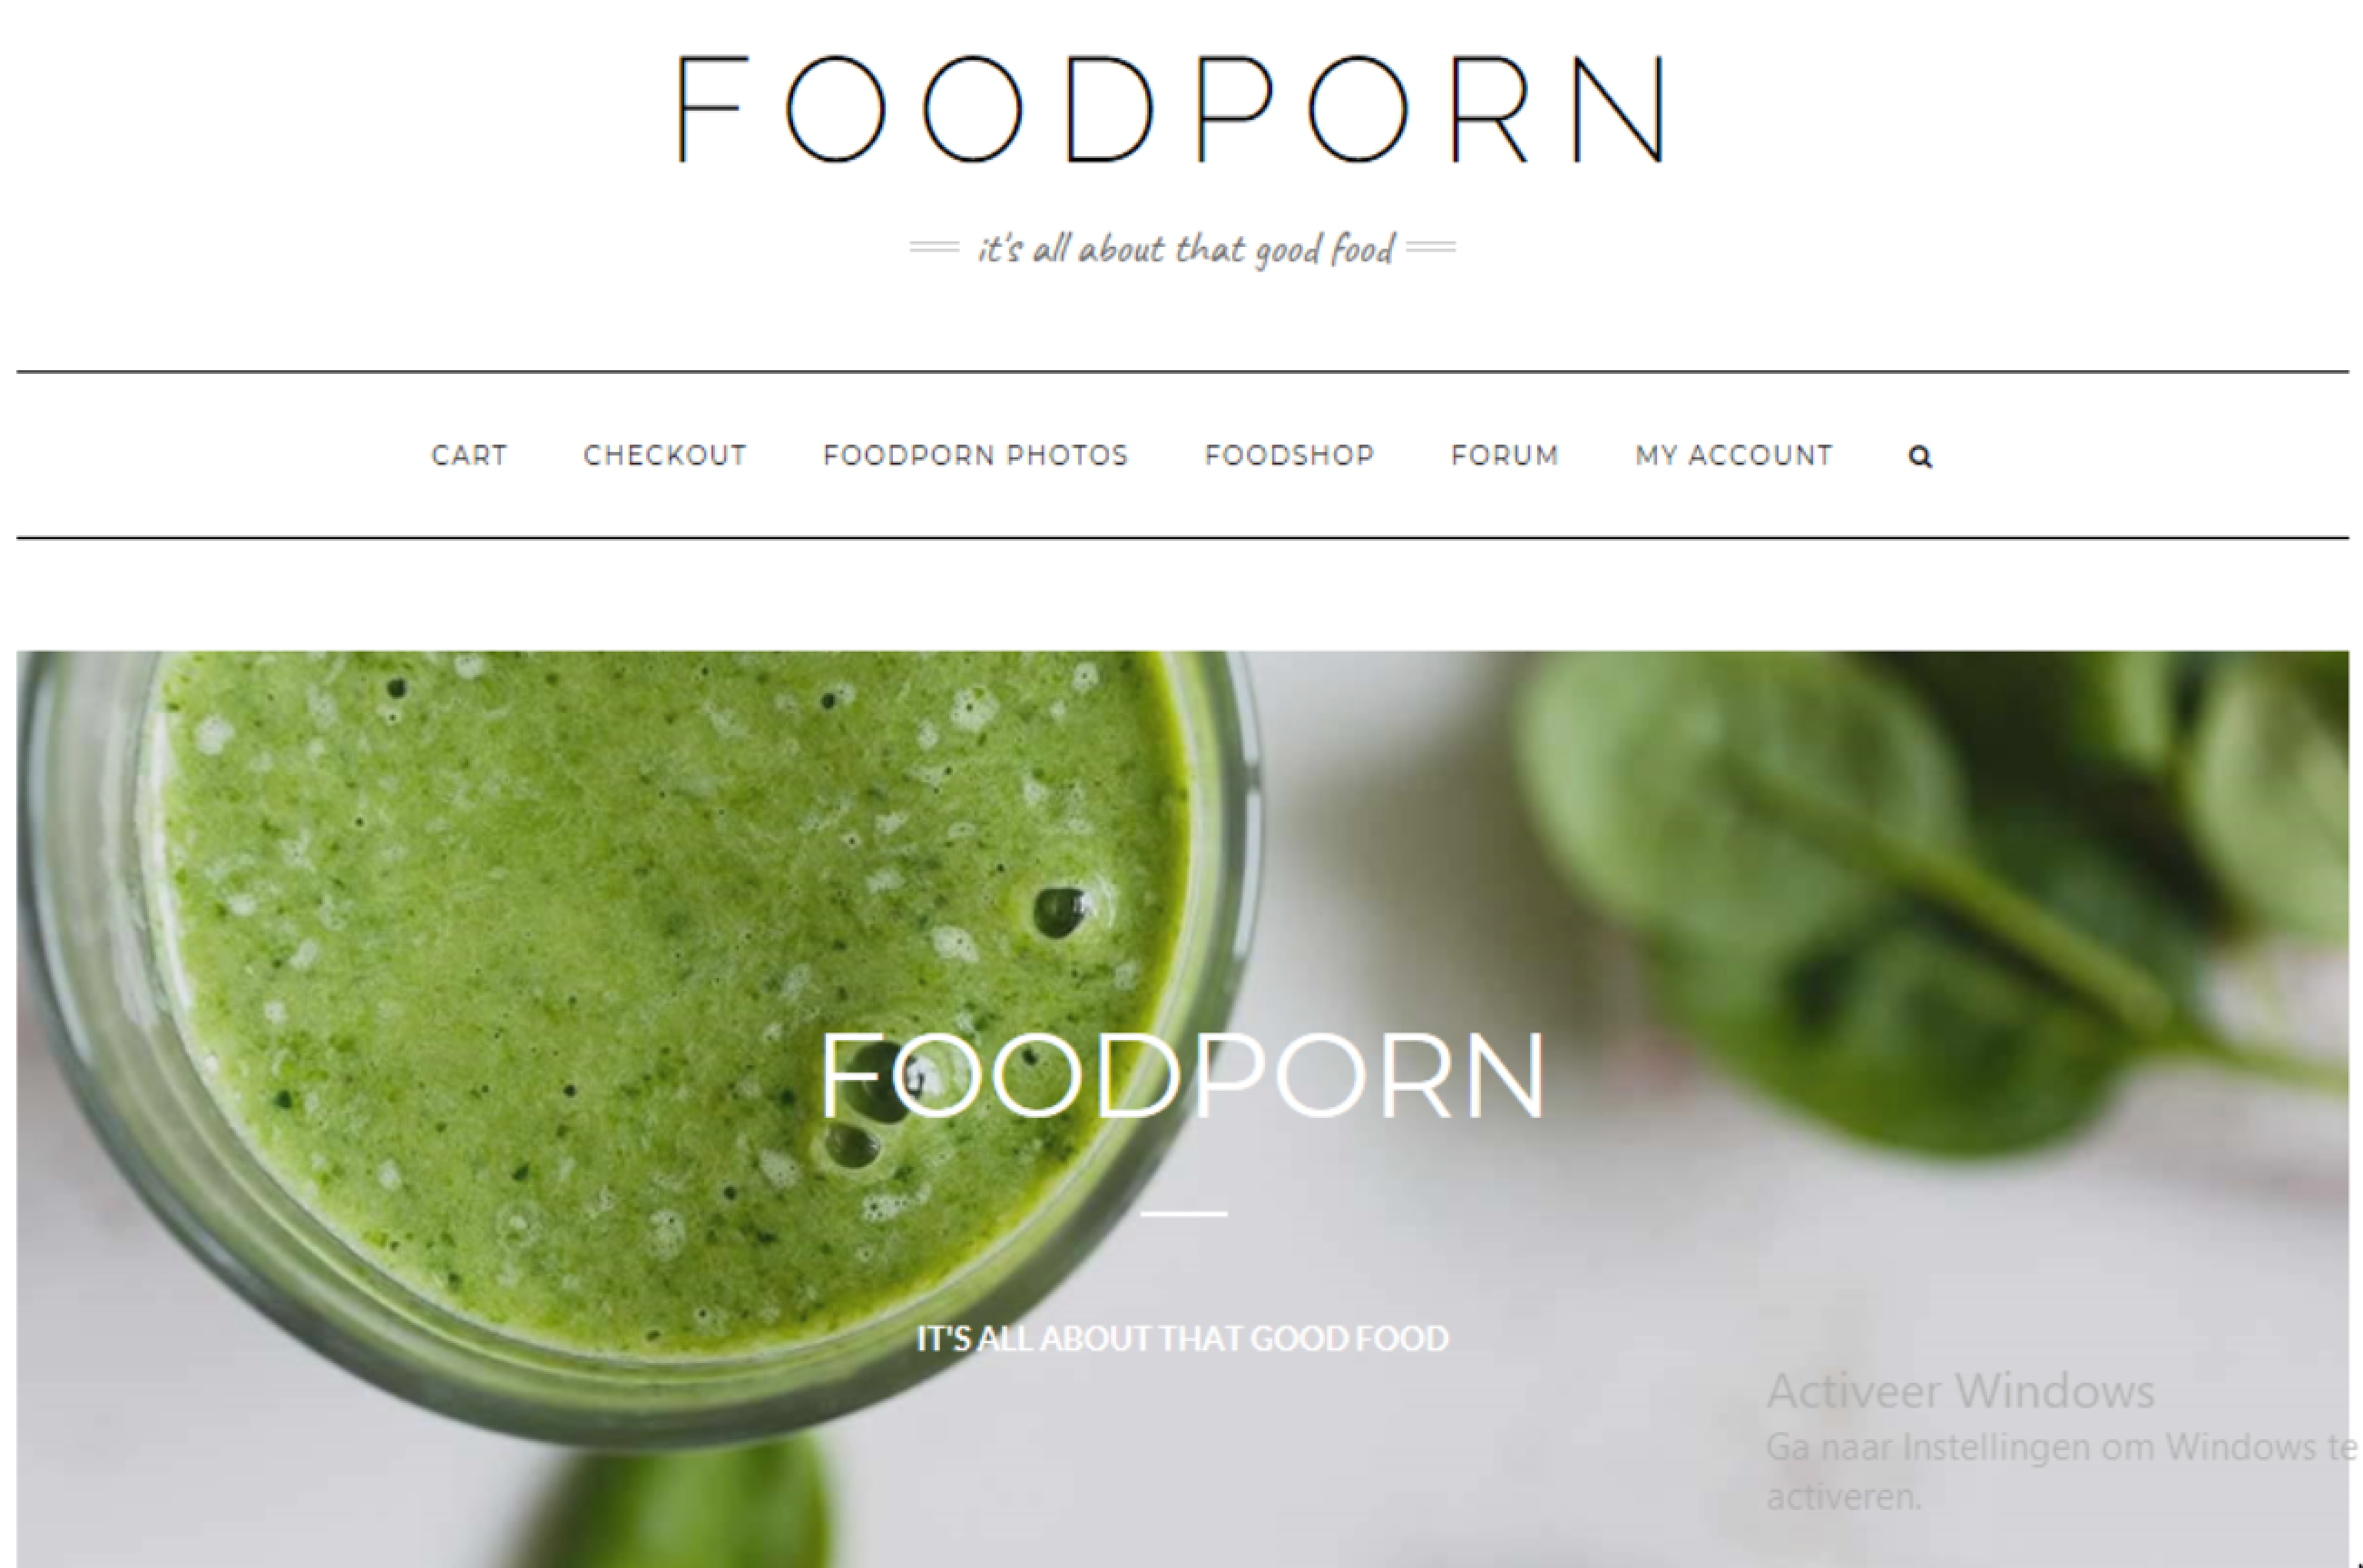 FOODPORN
it's all about that good food
CART CHECKOUT FOODPORN PHOTOS FOODSHOP FORUM MY ACCOUNT
FOODPORN
IT'S ALL ABOUT THAT GOOD FOOD
Activeer Windows
Ga naar Instellingen om Windows te
activeren.